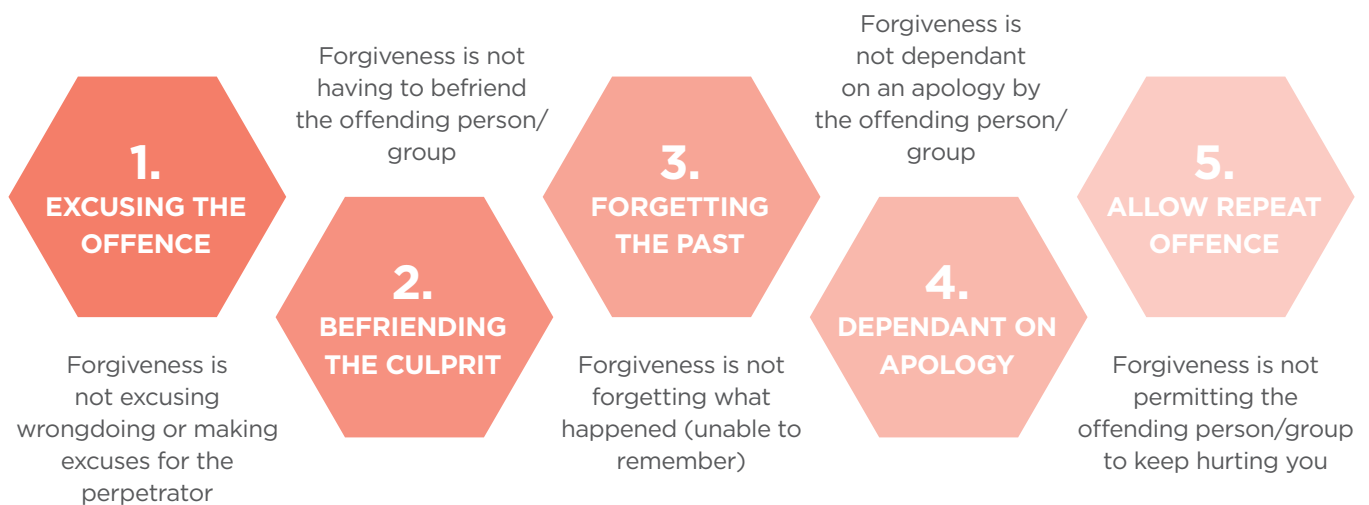 1.
EXCUSING THE
OFFENCE
Forgiveness is
not excusing
wrongdoing or making
excuses for the
perpetrator
Forgiveness is not
having to befriend
the offending person/
group
2.
BEFRIENDING
THE CULPRIT
3.
FORGETTING
THE PAST
Forgiveness is not
forgetting what
happened (unable to
remember)
Forgiveness is
not dependant
on an apology by
the offending person/
group
4.
DEPENDANT ON
APOLOGY
5.
ALLOW REPEAT
OFFENCE
Forgiveness is not
permitting the
offending person/group
to keep hurting you